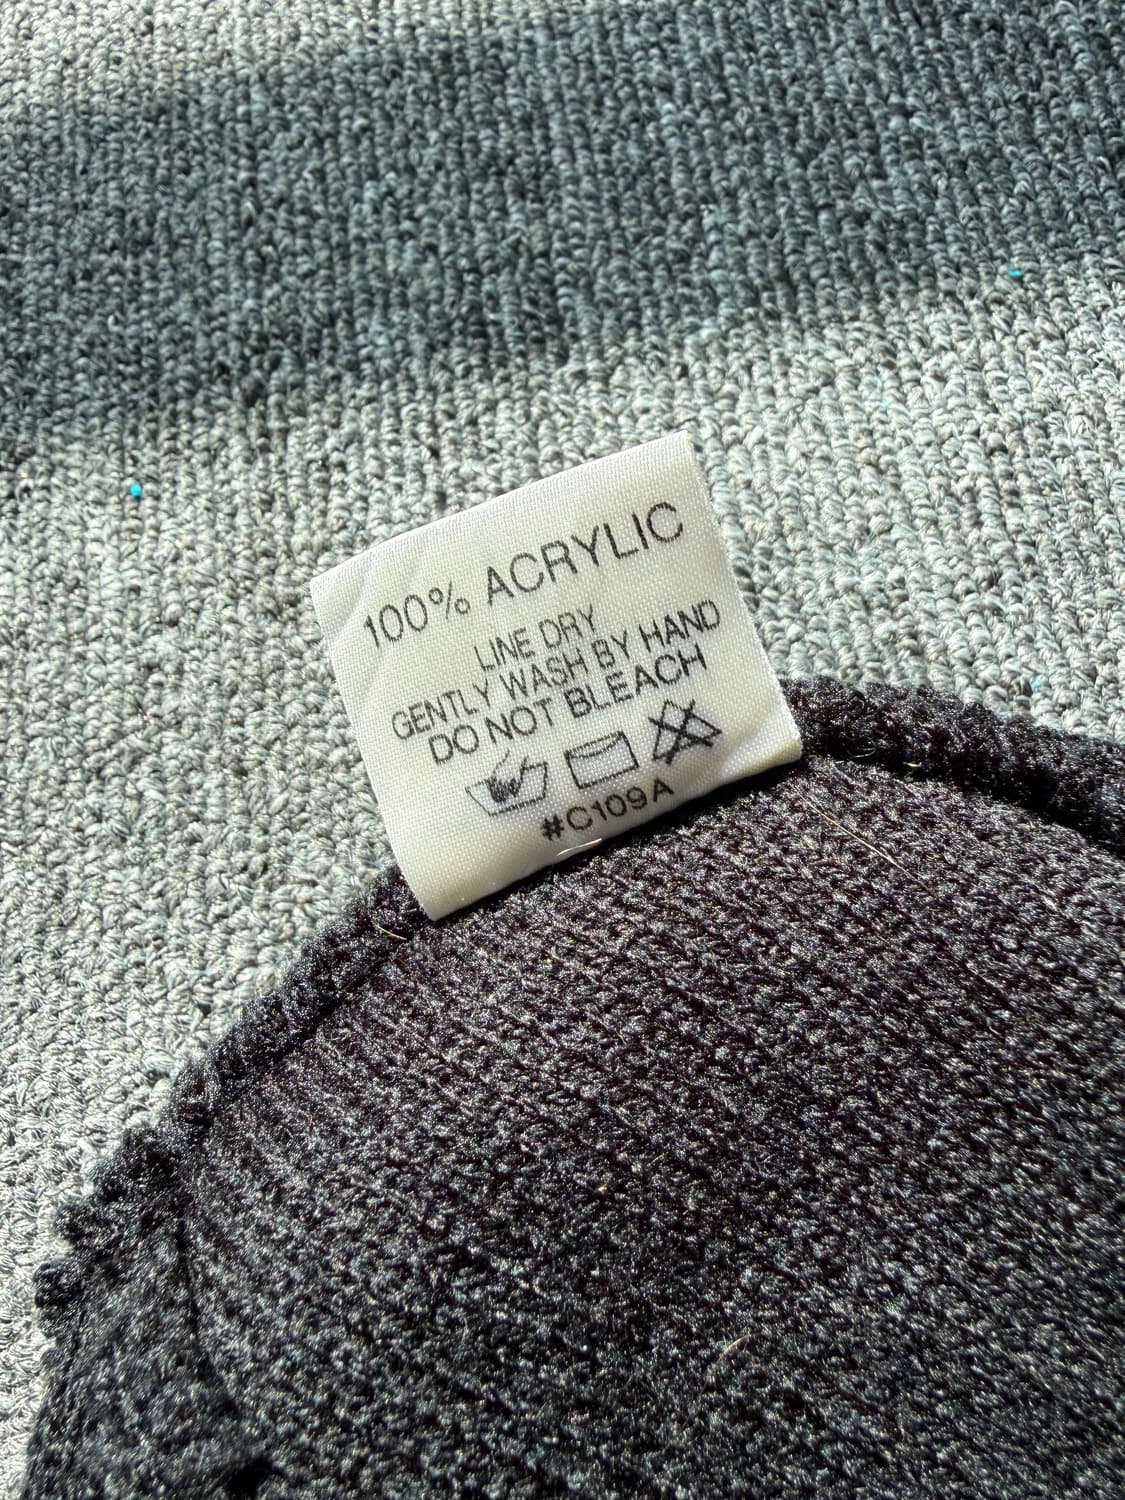 100% ACRYLIC
LINE DRY
GENTLY WASH BY HAND
DO NOT BLEACH
#C109A